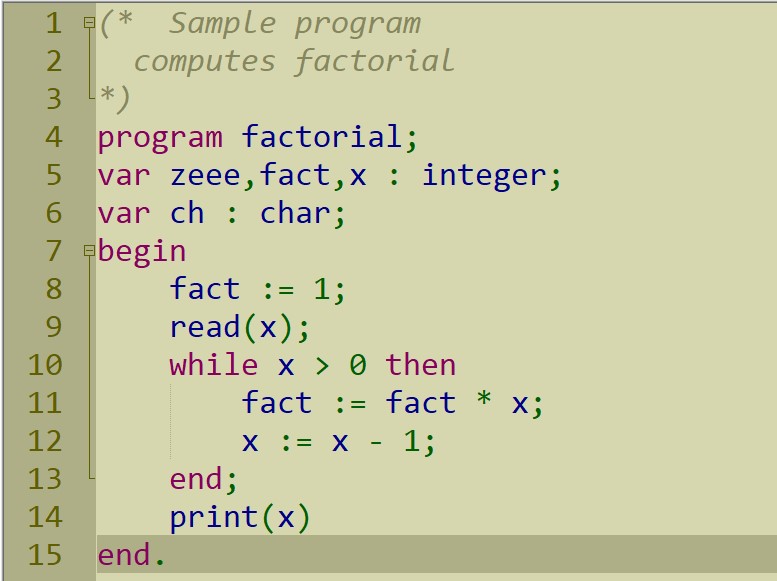 1 (*  Sample program
2   computes factorial
3 *)
4 program factorial;
5 var zeee,fact,x : integer;
6 var ch : char;
7 begin
8     fact := 1;
9     read(x);
10     while x > 0 then
11         fact := fact * x;
12         x := x - 1;
13     end;
14     print(x)
15 end.